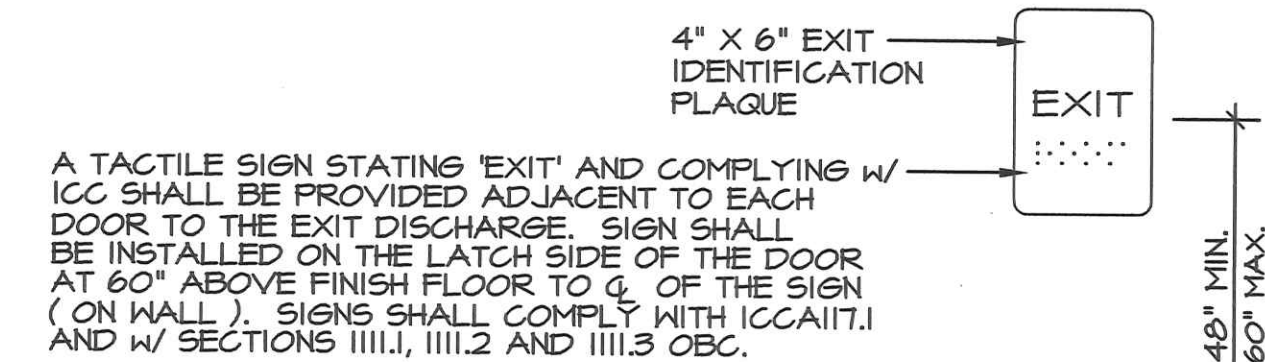 4" X 6" EXIT
IDENTIFICATION
PLAQUE
EXIT
A TACTILE SIGN STATING 'EXIT' AND COMPLYING W/
ICC SHALL BE PROVIDED ADJACENT TO EACH
DOOR TO THE EXIT DISCHARGE. SIGN SHALL
BE INSTALLED ON THE LATCH SIDE OF THE DOOR
AT 60" ABOVE FINISH FLOOR TO ℄ OF THE SIGN
( ON WALL ). SIGNS SHALL COMPLY WITH ICCA117.1
AND W/ SECTIONS 1111.1, 1111.2 AND 1111.3 OBC.
48" MIN.
60" MAX.